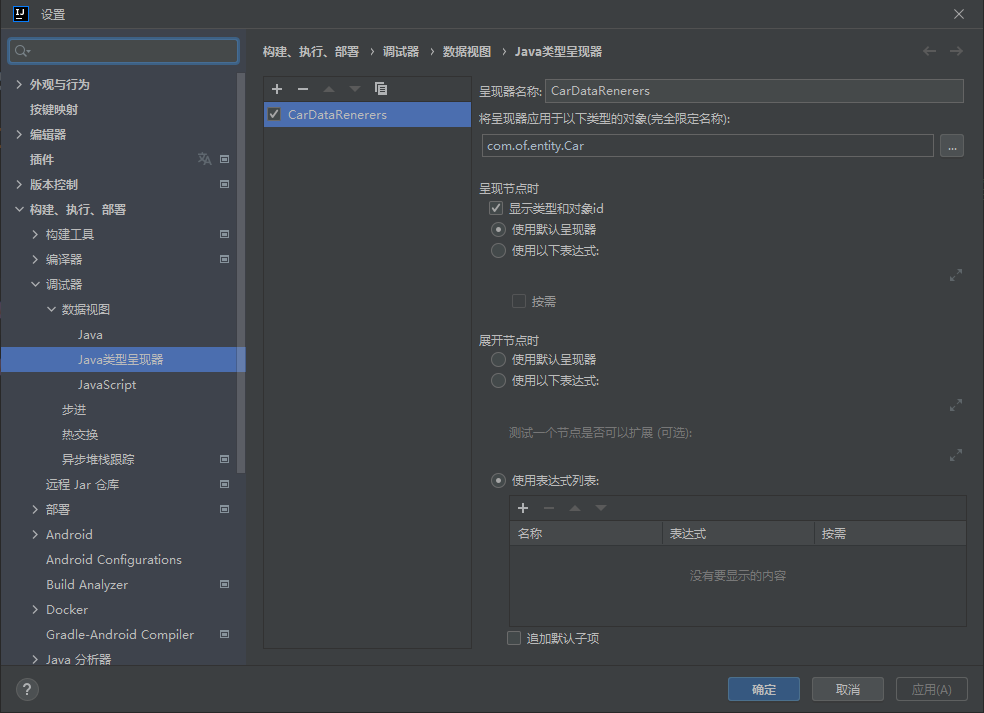 设置
外观与行为
按键映射
编辑器
插件
版本控制
构建、执行、部署
构建工具
编译器
调试器
数据视图
Java
Java类型呈现器
JavaScript
步进
热交换
异步堆栈跟踪
远程 Jar 仓库
部署
Android
Android Configurations
Build Analyzer
Docker
Gradle-Android Compiler
Java 分析器
构建、执行、部署 › 调试器 › 数据视图 › Java类型呈现器
CarDataRenerers
呈现器名称: CarDataRenerers
将呈现器应用于以下类型的对象(完全限定名称):
com.of.entity.Car ...
呈现节点时
显示类型和对象id
使用默认呈现器
使用以下表达式:
按需
展开节点时
使用默认呈现器
使用以下表达式:
测试一个节点是否可以扩展 (可选):
使用表达式列表:
名称 表达式 按需
没有要显示的内容
追加默认子项
? 确定 取消 应用(A)